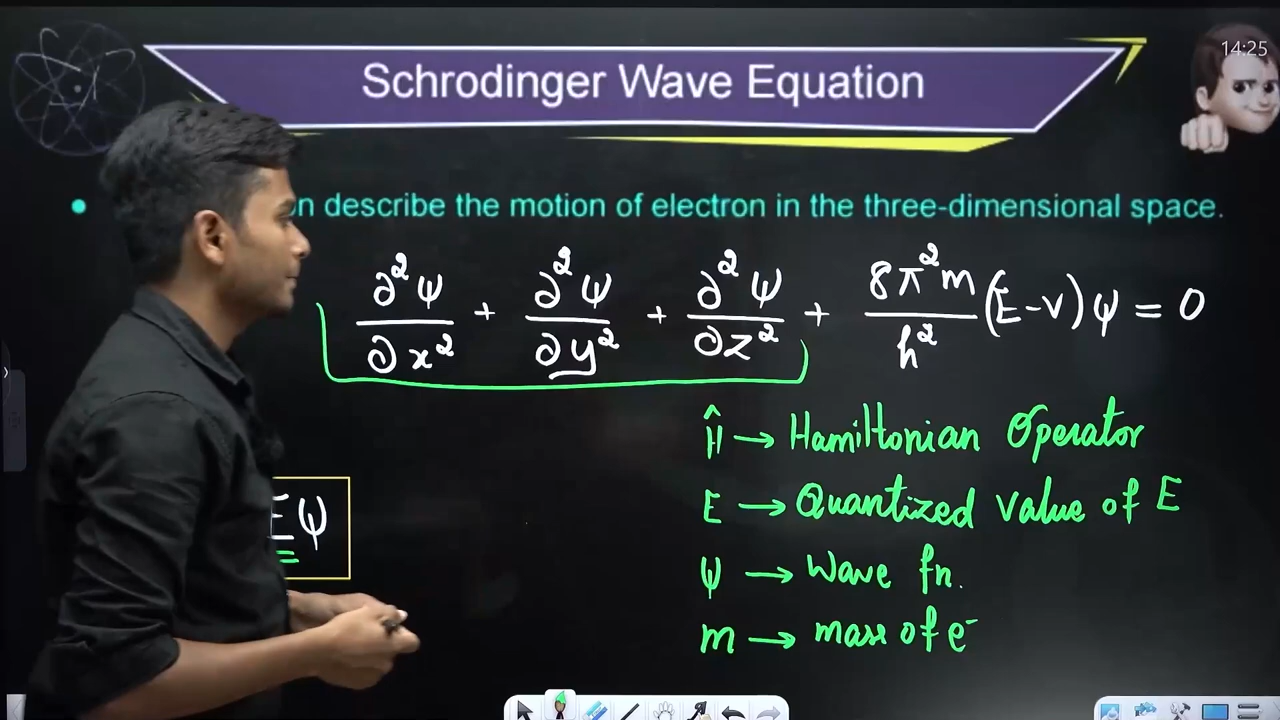 14:25
Schrodinger Wave Equation
describe the motion of electron in the three-dimensional space.
∂²ψ/∂x² + ∂²ψ/∂y² + ∂²ψ/∂z² + 8π²m/h² (E-V)ψ = 0
Ĥ → Hamiltonian Operator
E → Quantized value of E
Eψ
ψ → Wave fn.
m → mass of e⁻